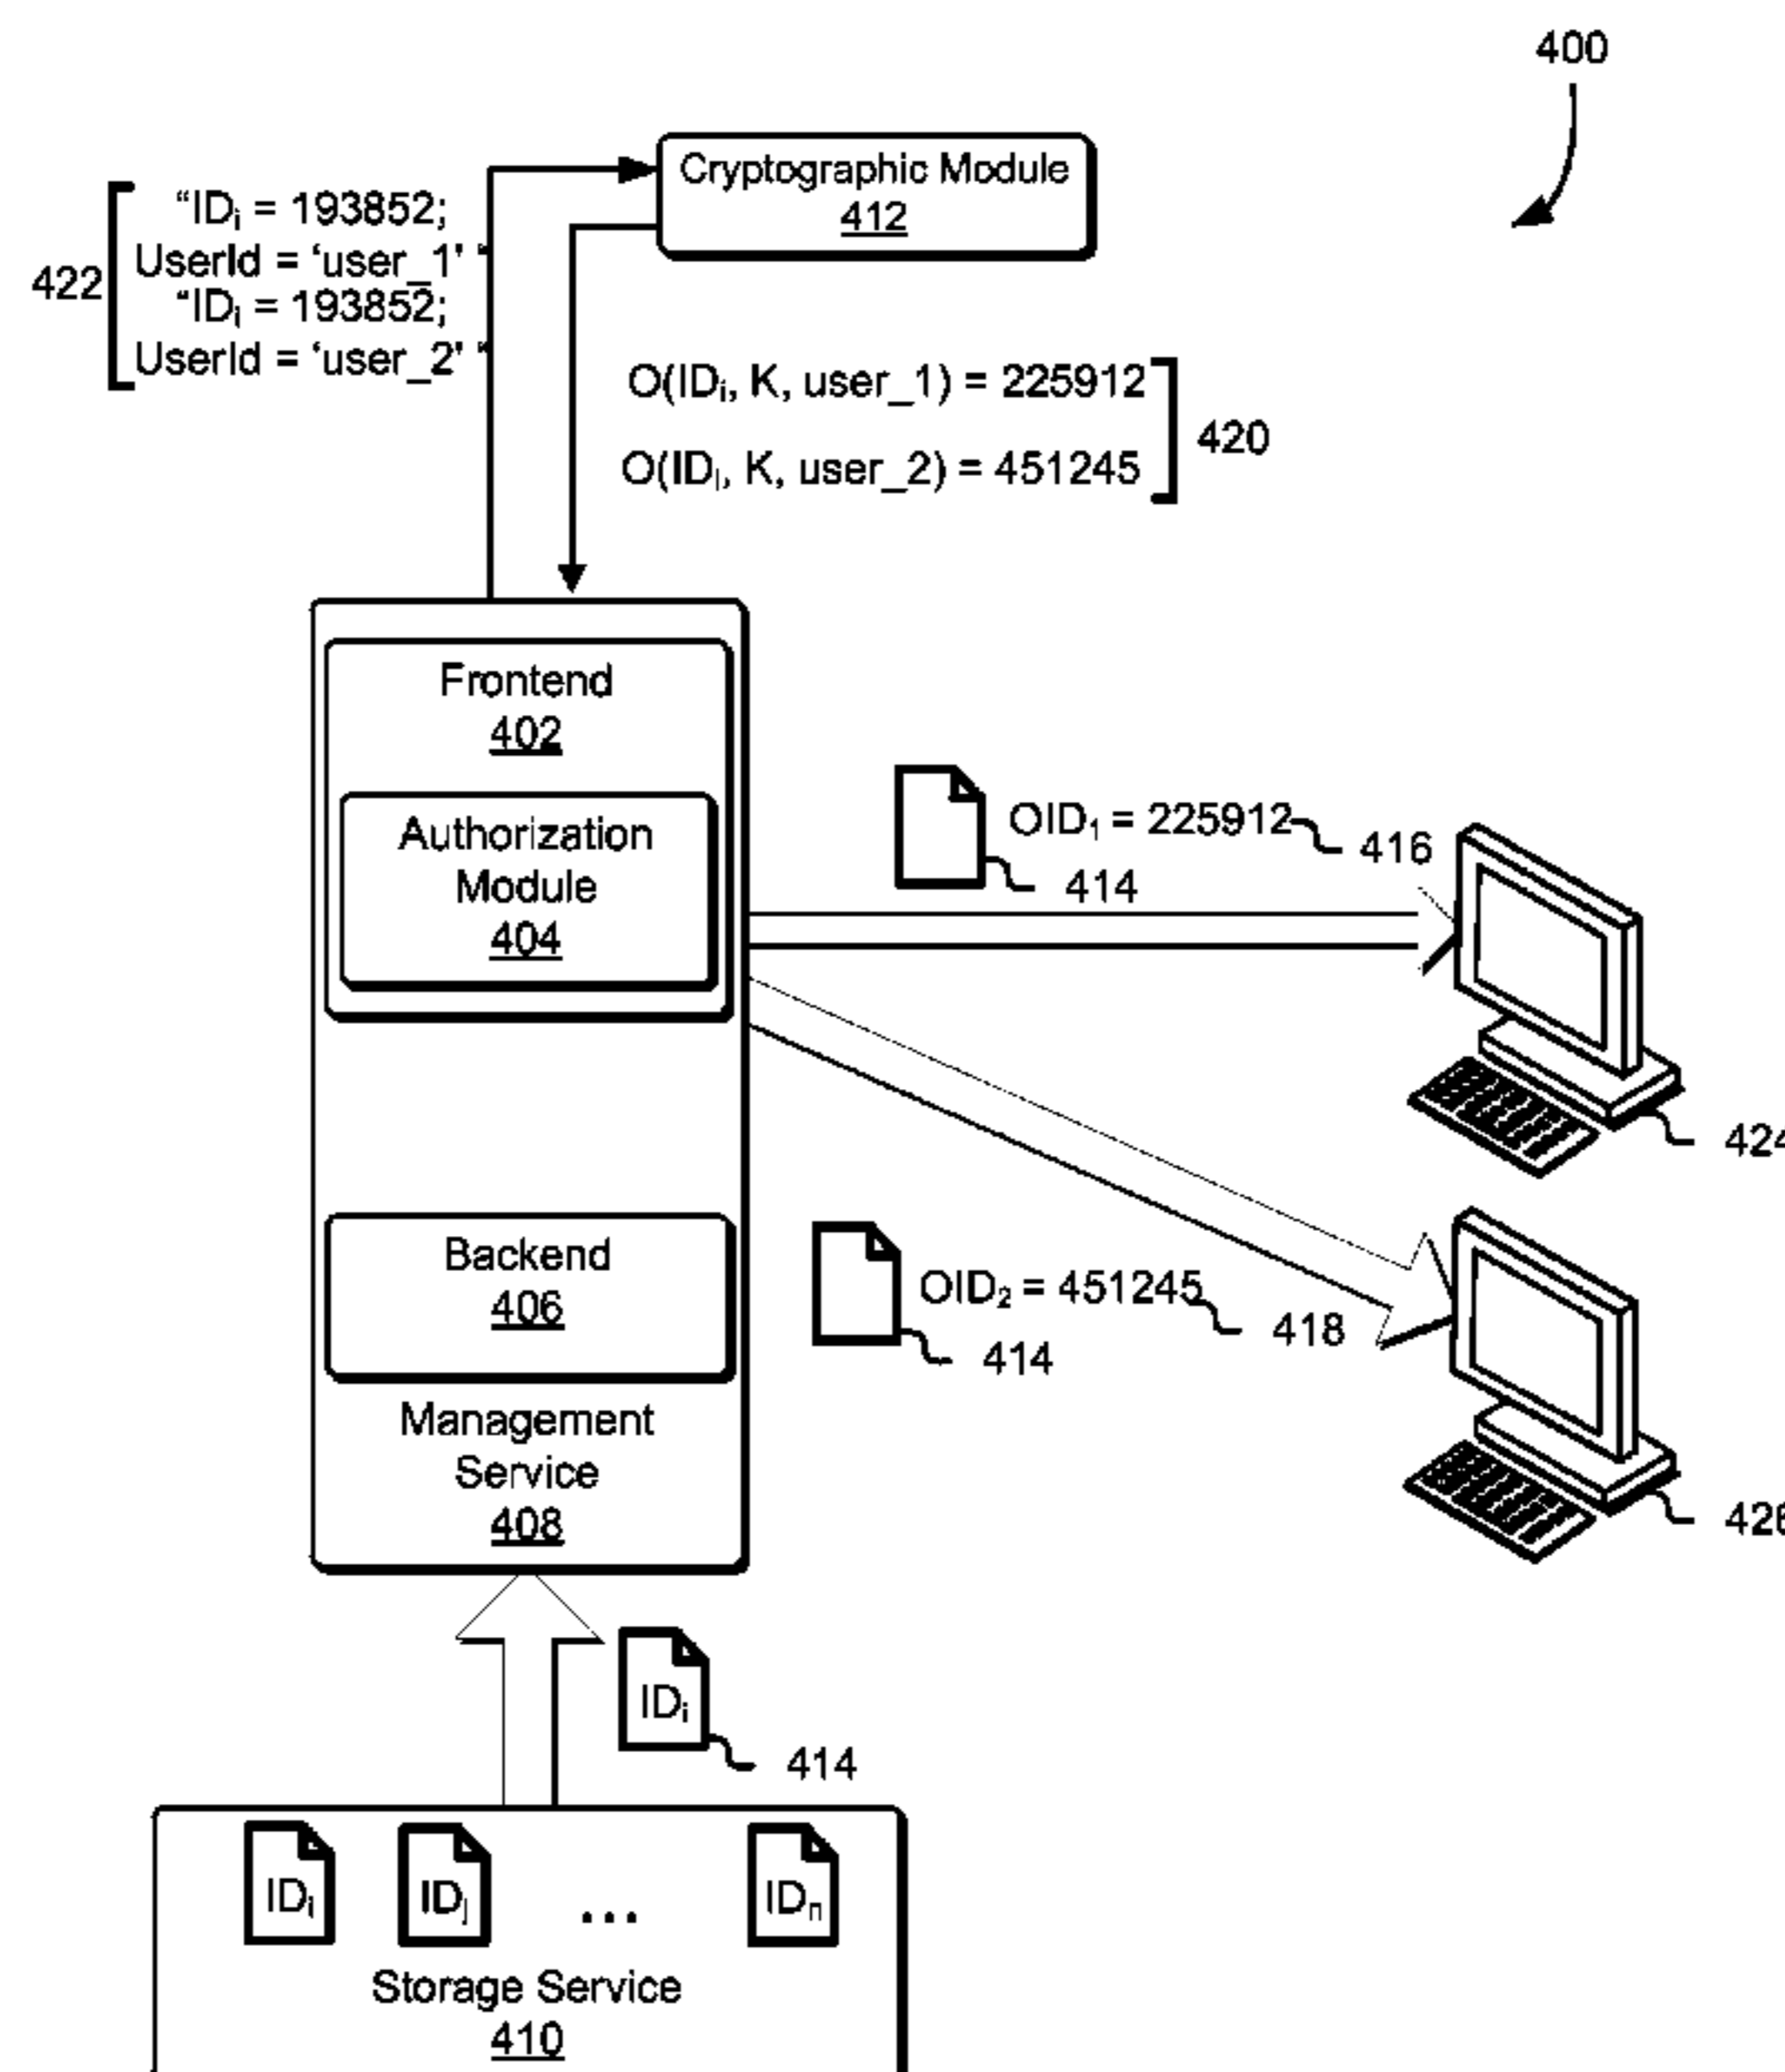 400
Cryptographic Module
412
“IDᵢ = 193852;
UserId = ‘user_1’ “
“IDᵢ = 193852;
UserId = ‘user_2’ “
422
O(IDᵢ, K, user_1) = 225912
O(IDᵢ, K, user_2) = 451245
420
Frontend
402
Authorization
Module
404
OID₁ = 225912
416
414
424
Backend
406
OID₂ = 451245
418
414
Management
Service
408
IDᵢ
414
IDᵢ IDⱼ ... IDₙ
Storage Service
410